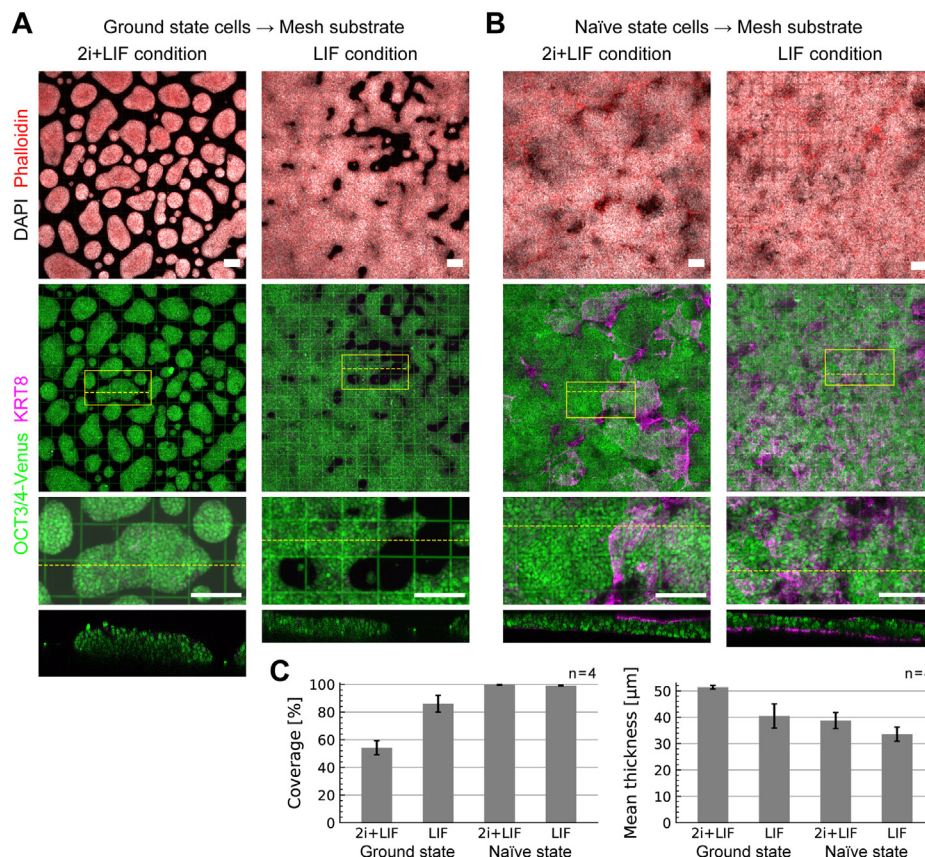 A
Ground state cells → Mesh substrate
2i+LIF condition
LIF condition
B
Naïve state cells → Mesh substrate
2i+LIF condition
LIF condition
DAPI Phalloidin
OCT3/4-Venus KRT8
C
n=4
Coverage [%]
100
80
60
40
20
0
2i+LIF
LIF
2i+LIF
LIF
Ground state
Naïve state
Mean thickness [µm]
50
40
30
20
10
0
2i+LIF
LIF
2i+LIF
LIF
Ground state
Naïve state